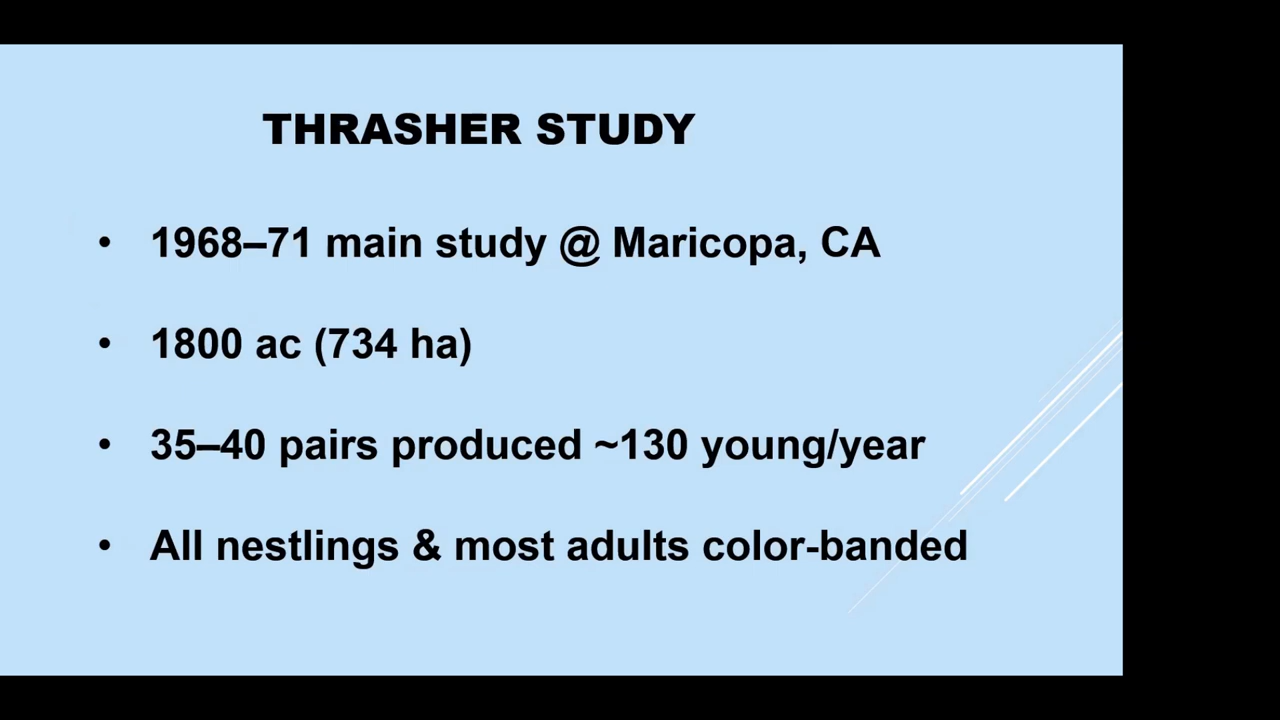 THRASHER STUDY
• 1968–71 main study @ Maricopa, CA
• 1800 ac (734 ha)
• 35–40 pairs produced ~130 young/year
• All nestlings & most adults color-banded